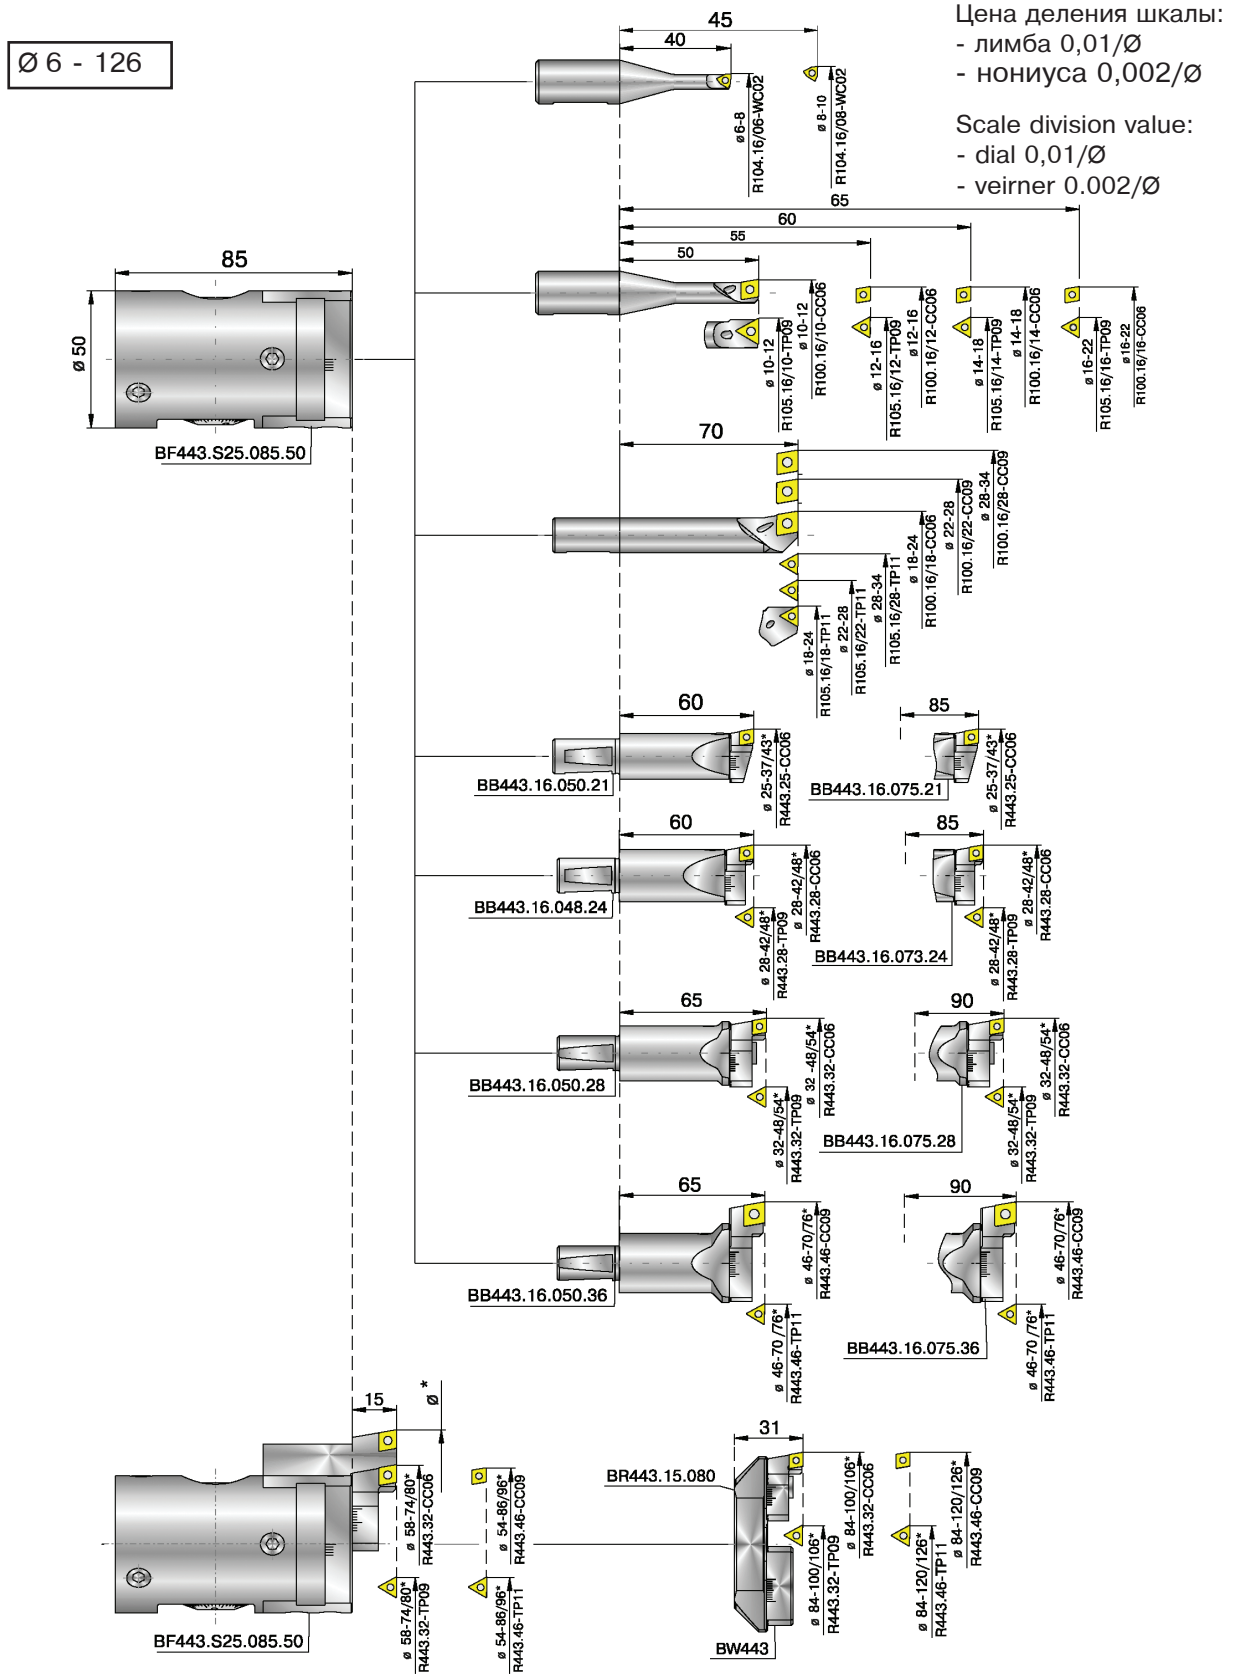 Ø 6 - 126
Цена деления шкалы:
- лимба 0,01/Ø
- нониуса 0,002/Ø
Scale division value:
- dial 0,01/Ø
- veirner 0.002/Ø
45
40
ø 6-8
R104.16/06-WC02
ø 8-10
R104.16/08-WC02
65
60
55
50
ø 10-12
R105.16/10-TP09
ø 10-12
R100.16/10-CC06
ø 12-16
R105.16/12-TP09
ø 12-16
R100.16/12-CC06
ø 14-18
R105.16/14-TP09
ø 14-18
R100.16/14-CC06
ø16-22
R105.16/16-TP09
ø16-22
R100.16/16-CC06
85
Ø 50
BF443.S25.085.50
70
ø 18-24
R105.16/18-TP11
ø 22-28
R105.16/22-TP11
ø 28-34
R105.16/28-TP11
ø 18-24
R100.16/18-CC06
ø 22-28
R100.16/22-CC09
ø 28-34
R100.16/28-CC09
60
BB443.16.050.21
ø 25-37/43*
R443.25-CC06
85
BB443.16.075.21
ø 25-37/43*
R443.25-CC06
60
BB443.16.048.24
ø 28-42/48*
R443.28-TP09
ø 28-42/48*
R443.28-CC06
85
BB443.16.073.24
ø 28-42/48*
R443.28-TP09
ø 28-42/48*
R443.28-CC06
65
BB443.16.050.28
ø 32-48/54*
R443.32-TP09
ø 32 -48/54*
R443.32-CC06
90
BB443.16.075.28
ø 32-48/54*
R443.32-TP09
ø 32-48/54*
R443.32-CC06
65
BB443.16.050.36
ø 46-70 /76*
R443.46-TP11
ø 46-70/76*
R443.46-CC09
90
BB443.16.075.36
ø 46-70 /76*
R443.46-TP11
ø 46-70/76*
R443.46-CC09
15
Ø *
ø 58-74/80*
R443.32-CC06
ø 54-86/96*
R443.46-CC09
ø 58-74/80*
R443.32-TP09
ø 54-86/96*
R443.46-TP11
BF443.S25.085.50
31
BR443.15.080
BW443
ø 84-100/106*
R443.32-TP09
ø 84-100/106*
R443.32-CC06
ø 84-120/126*
R443.46-TP11
ø 84-120/126*
R443.46-CC09